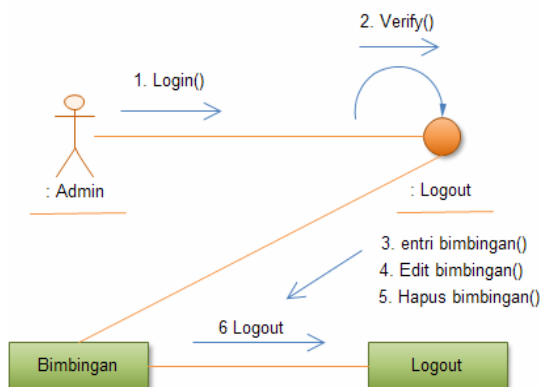 2. Verify()
1. Login()
: Admin
: Logout
3. entri bimbingan()
4. Edit bimbingan()
5. Hapus bimbingan()
6 Logout
Bimbingan
Logout